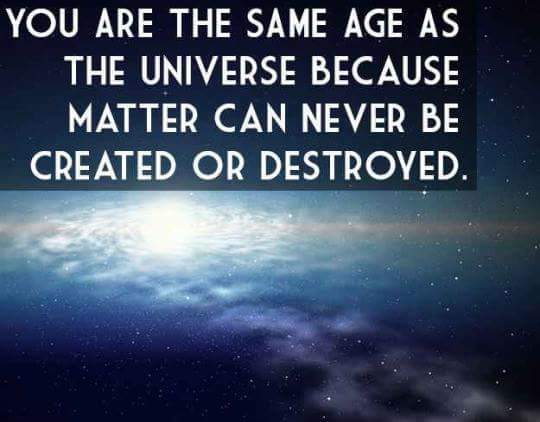 YOU ARE THE SAME AGE AS
THE UNIVERSE BECAUSE
MATTER CAN NEVER BE
CREATED OR DESTROYED.